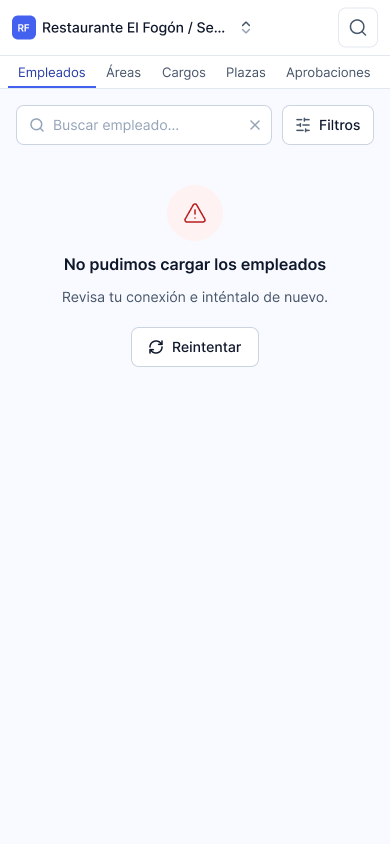 RF Restaurante El Fogón / Se...
Empleados Áreas Cargos Plazas Aprobaciones
Buscar empleado... Filtros
No pudimos cargar los empleados
Revisa tu conexión e inténtalo de nuevo.
Reintentar